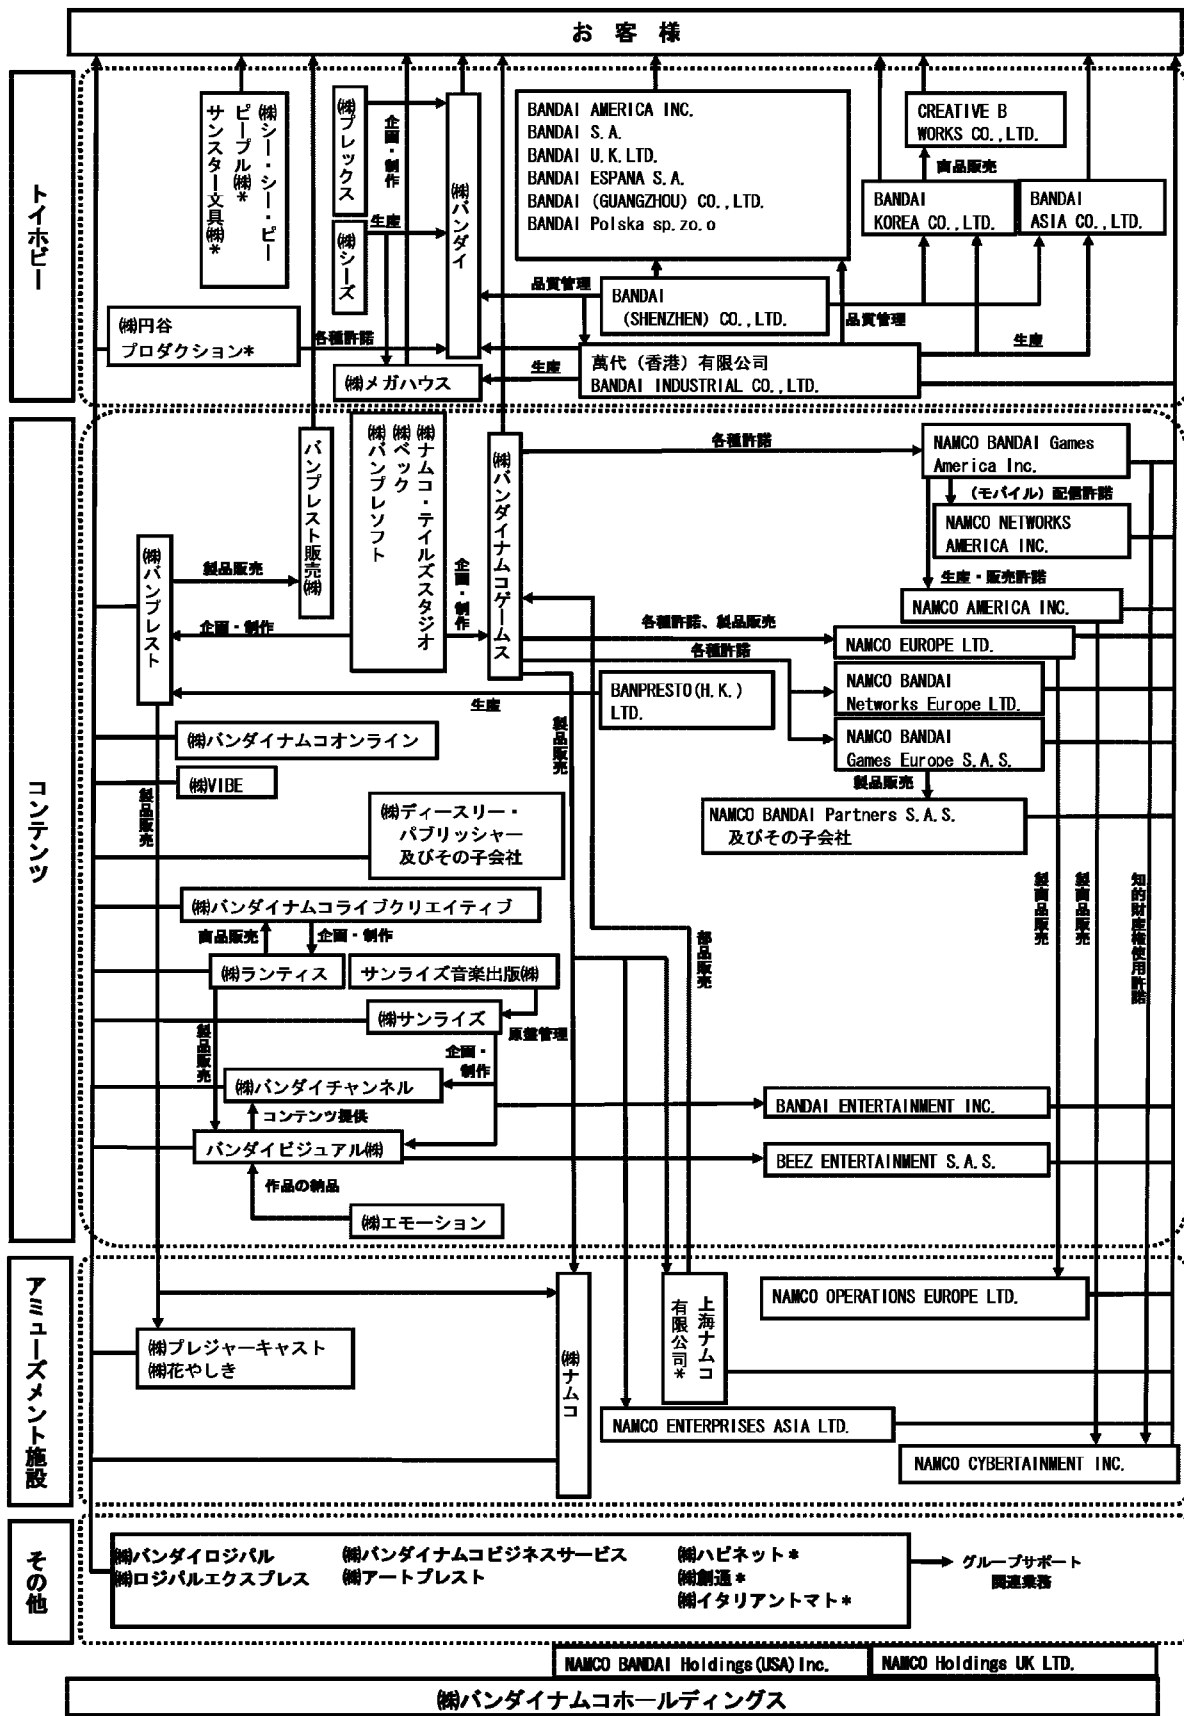 お客様
トイホビー
㈱シー・シー・ピー
ピープル㈱*
サンスター文具㈱*
㈱プレックス
企画・制作
㈱シーズ
生産
㈱バンダイ
BANDAI AMERICA INC.
BANDAI S.A.
BANDAI U.K.LTD.
BANDAI ESPANA S.A.
BANDAI (GUANGZHOU) CO.,LTD.
BANDAI Polska sp.zo.o
CREATIVE B
WORKS CO.,LTD.
商品販売
BANDAI
KOREA CO.,LTD.
BANDAI
ASIA CO.,LTD.
品質管理
BANDAI
(SHENZHEN) CO.,LTD.
品質管理
㈱円谷
プロダクション*
各種許諾
生産
㈱メガハウス
生産
萬代（香港）有限公司
BANDAI INDUSTRIAL CO.,LTD.
コンテンツ
バンプレスト販売㈱
㈱ナムコ・テイルズスタジオ
㈱ベック
㈱バンプレソフト
㈱バンダイナムコゲームス
各種許諾
NAMCO BANDAI Games
America Inc.
(モバイル) 配信許諾
NAMCO NETWORKS
AMERICA INC.
㈱バンプレスト
製品販売
企画・制作
生産・販売許諾
NAMCO AMERICA INC.
企画・制作
各種許諾、製品販売
NAMCO EUROPE LTD.
各種許諾
BANPRESTO(H.K.)
LTD.
生産
NAMCO BANDAI
Networks Europe LTD.
NAMCO BANDAI
Games Europe S.A.S.
製品販売
㈱バンダイナムコオンライン
㈱VIBE
製品販売
製品販売
㈱ディースリー・
パブリッシャー
及びその子会社
NAMCO BANDAI Partners S.A.S.
及びその子会社
製商品販売
製商品販売
知的財産権使用許諾
㈱バンダイナムコライブクリエイティブ
商品販売
企画・制作
部品販売
㈱ランティス
サンライズ音楽出版㈱
㈱サンライズ
原盤管理
製品販売
企画・
制作
㈱バンダイチャンネル
コンテンツ提供
BANDAI ENTERTAINMENT INC.
バンダイビジュアル㈱
BEEZ ENTERTAINMENT S.A.S.
作品の納品
㈱エモーション
アミューズメント施設
㈱ナムコ
上海ナムコ
有限公司*
NAMCO OPERATIONS EUROPE LTD.
㈱プレジャーキャスト
㈱花やしき
NAMCO ENTERPRISES ASIA LTD.
NAMCO CYBERTAINMENT INC.
その他
㈱バンダイロジパル
㈱バンダイナムコビジネスサービス
㈱ハピネット*
㈱ロジパルエクスプレス
㈱アートプレスト
㈱創通*
㈱イタリアントマト*
グループサポート
関連業務
NAMCO BANDAI Holdings(USA)Inc.
NAMCO Holdings UK LTD.
㈱バンダイナムコホールディングス